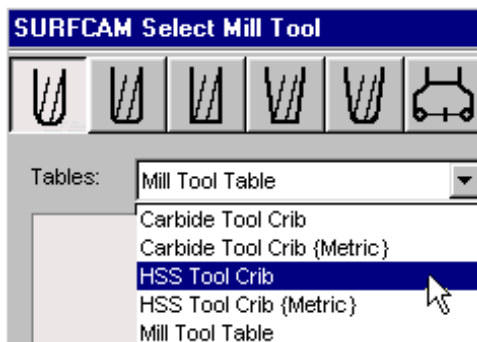 SURFCAM Select Mill Tool
Tables: Mill Tool Table
Carbide Tool Crib
Carbide Tool Crib {Metric}
HSS Tool Crib
HSS Tool Crib {Metric}
Mill Tool Table